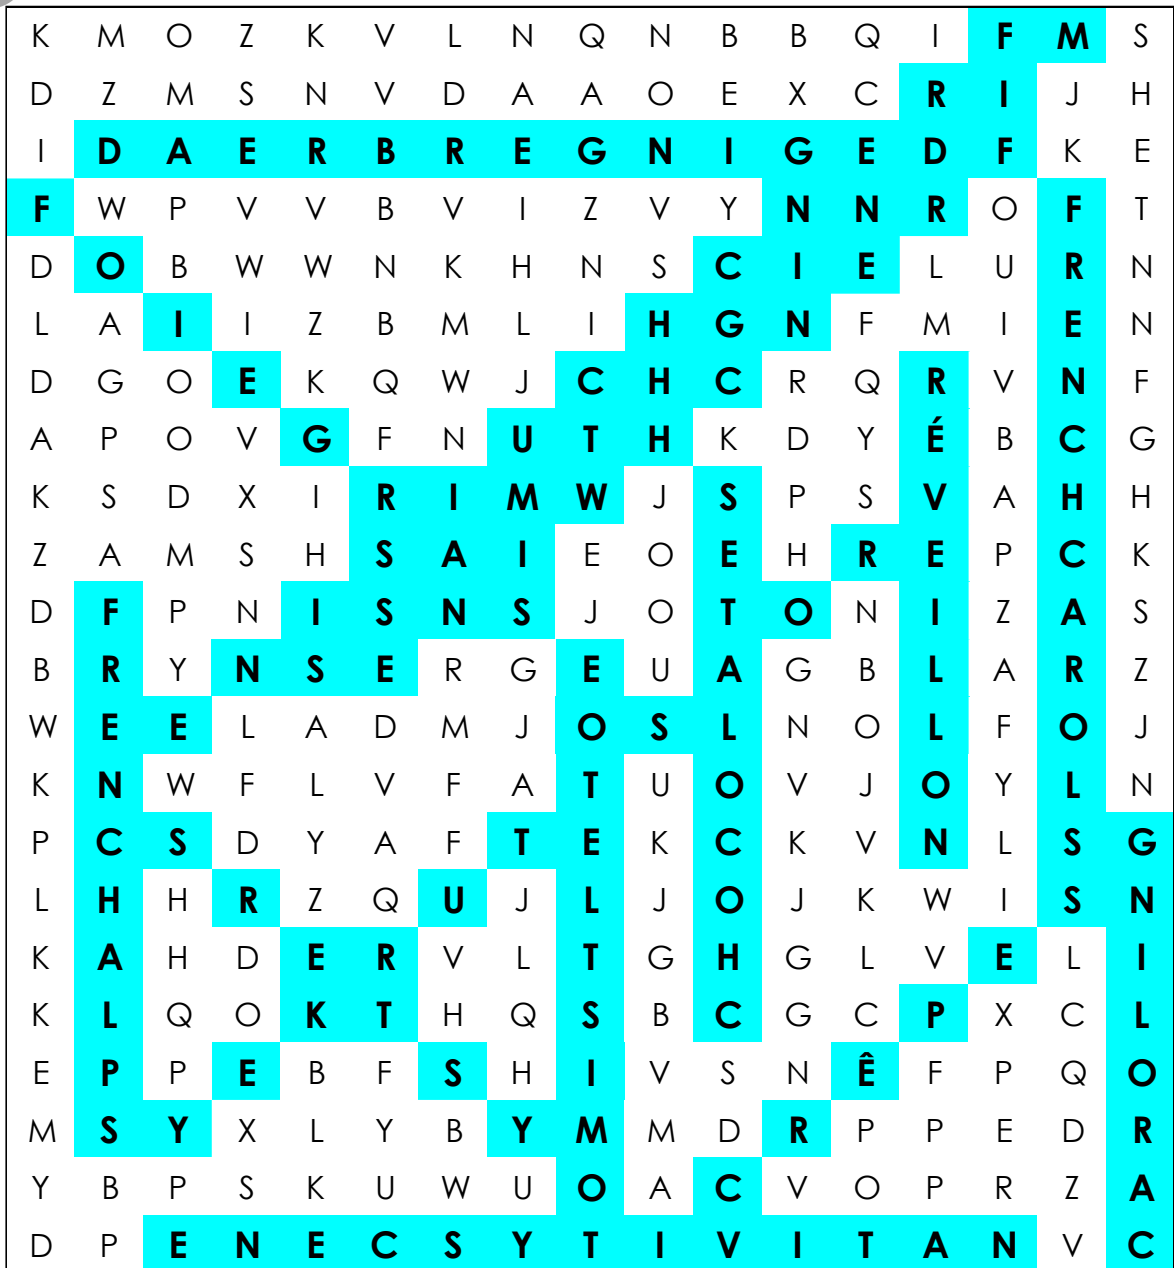 K M O Z K V L N Q N B B Q I F M S
D Z M S N V D A A O E X C R I J H
I D A E R B R E G N I G E D F K E
F W P V V B V I Z V Y N N R O F T
D O B W W N K H N S C I E L U R N
L A I I Z B M L I H G N F M I E N
D G O E K Q W J C H C R Q R V N F
A P O V G F N U T H K D Y É B C G
K S D X I R I M W J S P S V A H H
Z A M S H S A I E O E H R E P C K
D F P N I S N S J O T O N I Z A S
B R Y N S E R G E U A G B L A R Z
W E E L A D M J O S L N O L F O J
K N W F L V F A T U O V J O Y L N
P C S D Y A F T E K C K V N L S G
L H H R Z Q U J L J O J K W I S N
K A H D E R V L T G H G L V E L I
K L Q O K T H Q S B C G C P X C L
E P P E B F S H I V S N Ê F P Q O
M S Y X L Y B Y M M D R P P E D R
Y B P S K U W U O A C V O P R Z A
D P E N E C S Y T I V I T A N V C